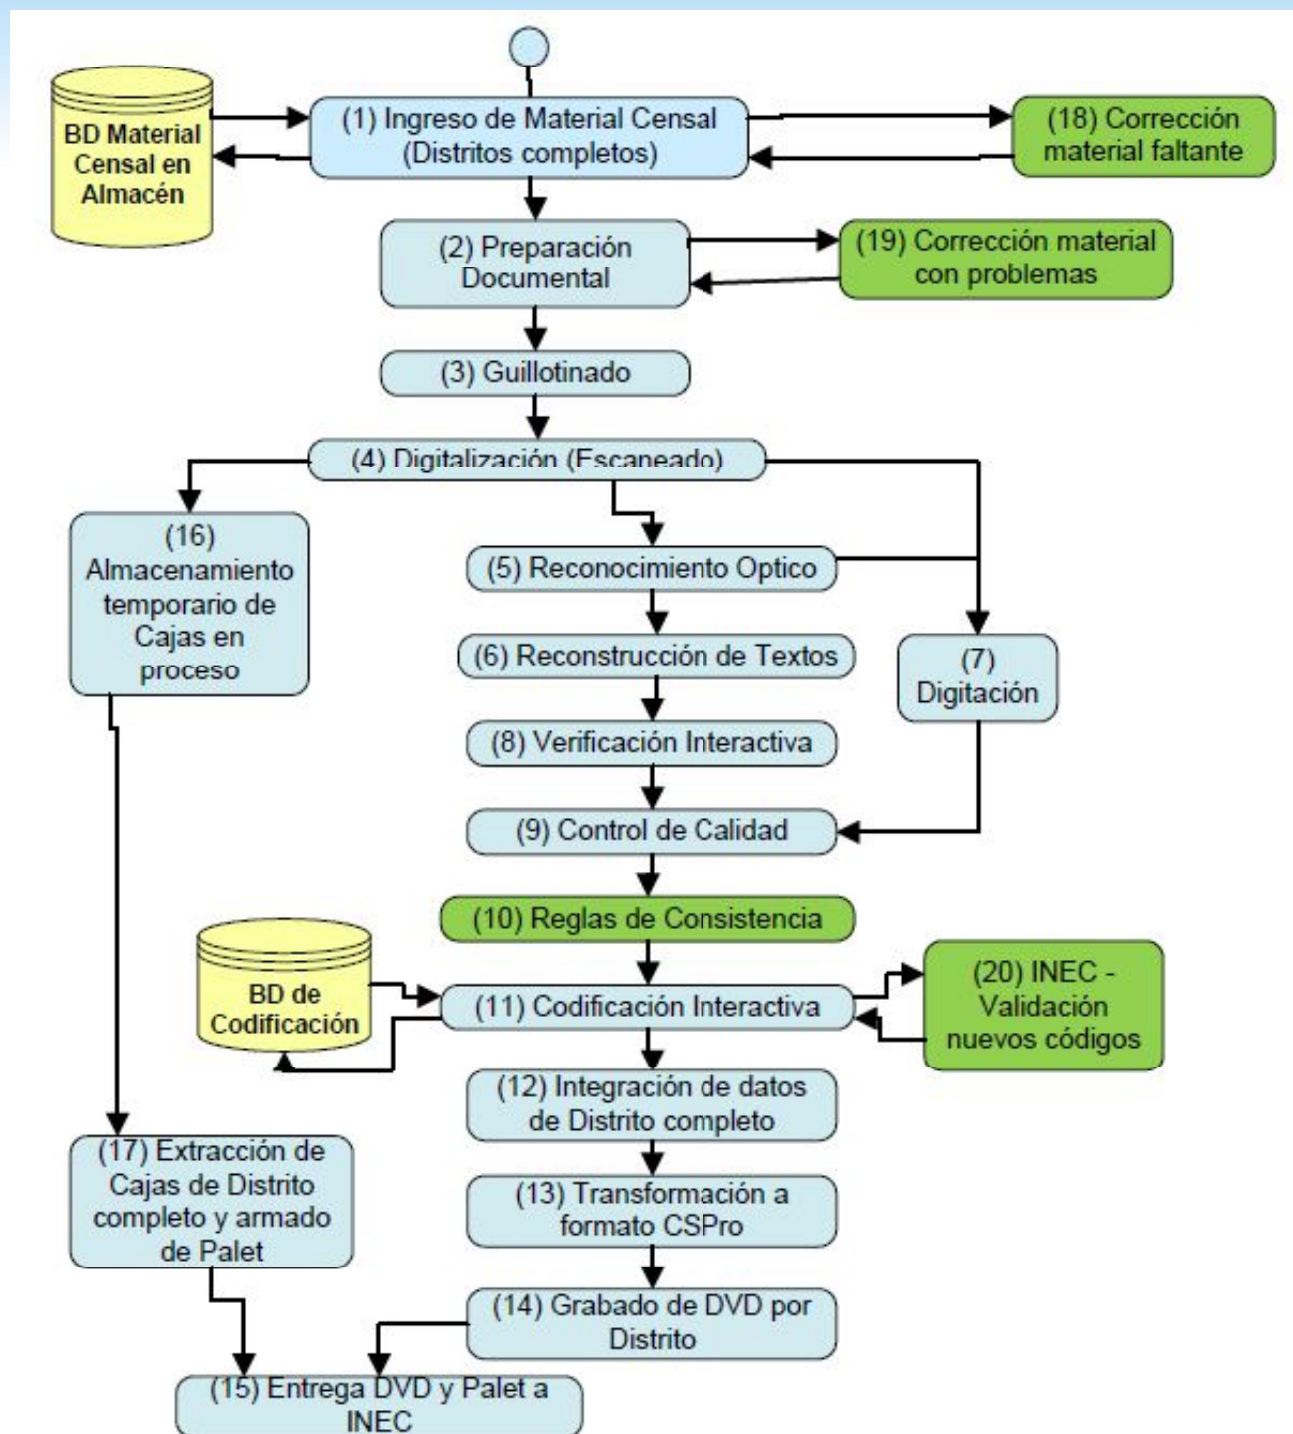 BD Material
Censal en
Almacén
(1) Ingreso de Material Censal
(Distritos completos)
(18) Corrección
material faltante
(2) Preparación
Documental
(19) Corrección material
con problemas
(3) Guillotinado
(4) Digitalización (Escaneado)
(16)
Almacenamiento
temporario de
Cajas en
proceso
(5) Reconocimiento Optico
(6) Reconstrucción de Textos
(7)
Digitación
(8) Verificación Interactiva
(9) Control de Calidad
(10) Reglas de Consistencia
BD de
Codificación
(11) Codificación Interactiva
(20) INEC -
Validación
nuevos códigos
(12) Integración de datos
de Distrito completo
(17) Extracción de
Cajas de Distrito
completo y armado
de Palet
(13) Transformación a
formato CSPro
(14) Grabado de DVD por
Distrito
(15) Entrega DVD y Palet a
INEC